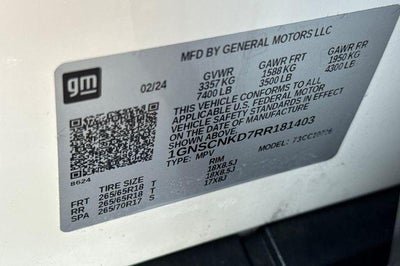 MFD BY GENERAL MOTORS LLC
gm
02/24
GVWR GAWR FRT GAWR RR
3357 KG 1588 KG 1950 KG
7400 LB 3500 LB 4300 LB
THIS VEHICLE CONFORMS TO ALL
APPLICABLE U.S. FEDERAL MOTOR
VEHICLE SAFETY STANDARDS IN EFFECT
ON THE DATE OF MANUFACTURE
SHOWN ABOVE.
1GNSCNKD7RR181403
TYPE: MPV
MODEL:
8624
TIRE SIZE RIM
FRT 265/65R18 T 18X8.5J
RR 265/65R18 T 18X8.5J
SPA 265/70R17 S 17X8J